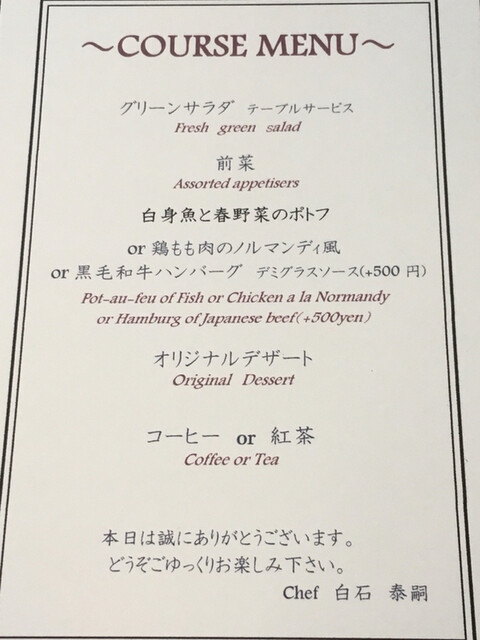 ～COURSE MENU～
グリーンサラダ テーブルサービス
Fresh green salad
前菜
Assorted appetisers
白身魚と春野菜のポトフ
or 鶏もも肉のノルマンディ風
or 黒毛和牛ハンバーグ デミグラスソース(+500 円)
Pot-au-feu of Fish or Chicken a la Normandy
or Hamburg of Japanese beef(+500yen)
オリジナルデザート
Original Dessert
コーヒー or 紅茶
Coffee or Tea
本日は誠にありがとうございます。
どうぞごゆっくりお楽しみ下さい。
Chef 白石 泰嗣